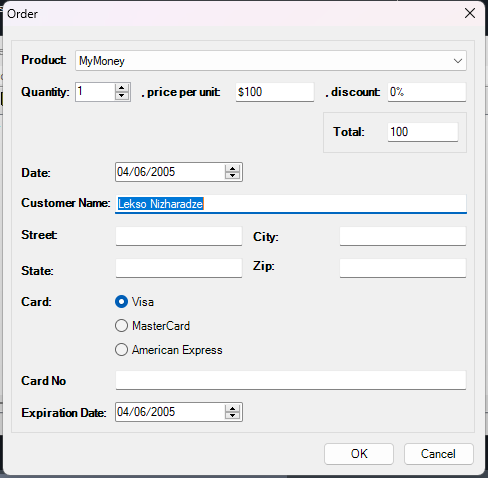 Order
Product: MyMoney
Quantity: 1 , price per unit: $100 , discount: 0%
Total: 100
Date: 04/06/2005
Customer Name: Lekso Nizharadze
Street: City:
State: Zip:
Card: Visa
MasterCard
American Express
Card No
Expiration Date: 04/06/2005
OK Cancel